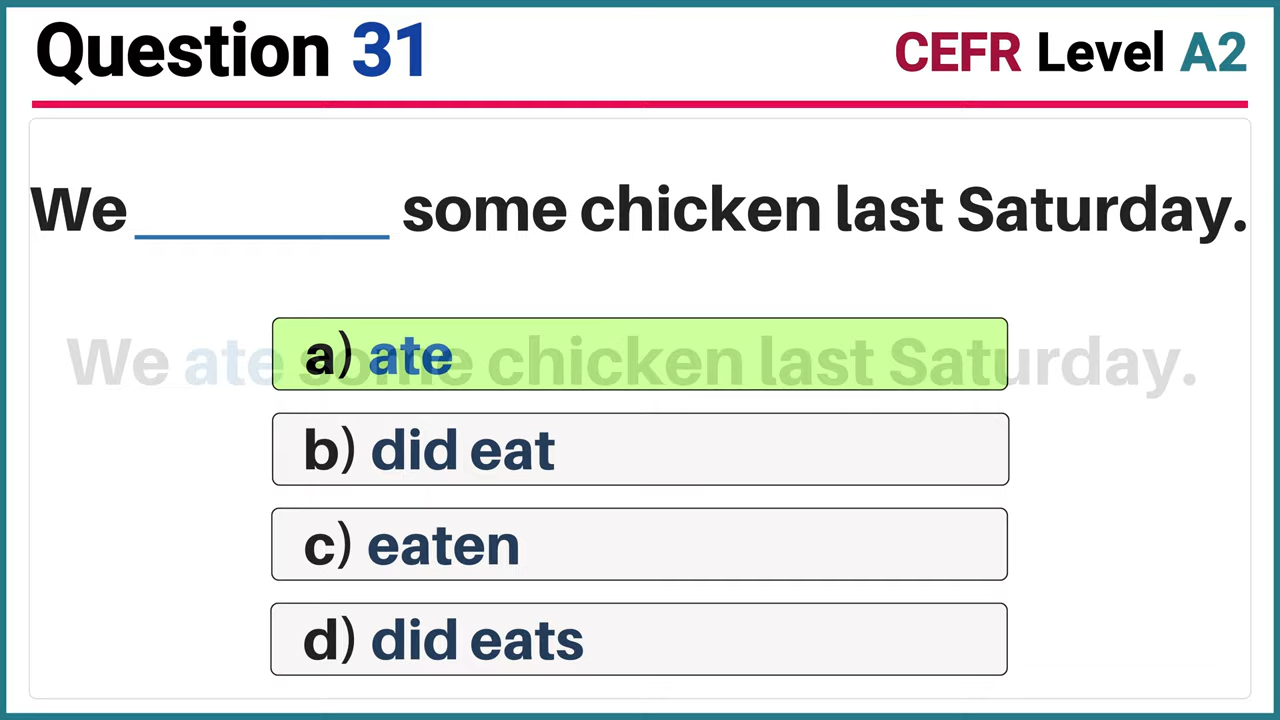 Question 31
CEFR Level A2
We __________ some chicken last Saturday.
We ate some chicken last Saturday.
a) ate
b) did eat
c) eaten
d) did eats